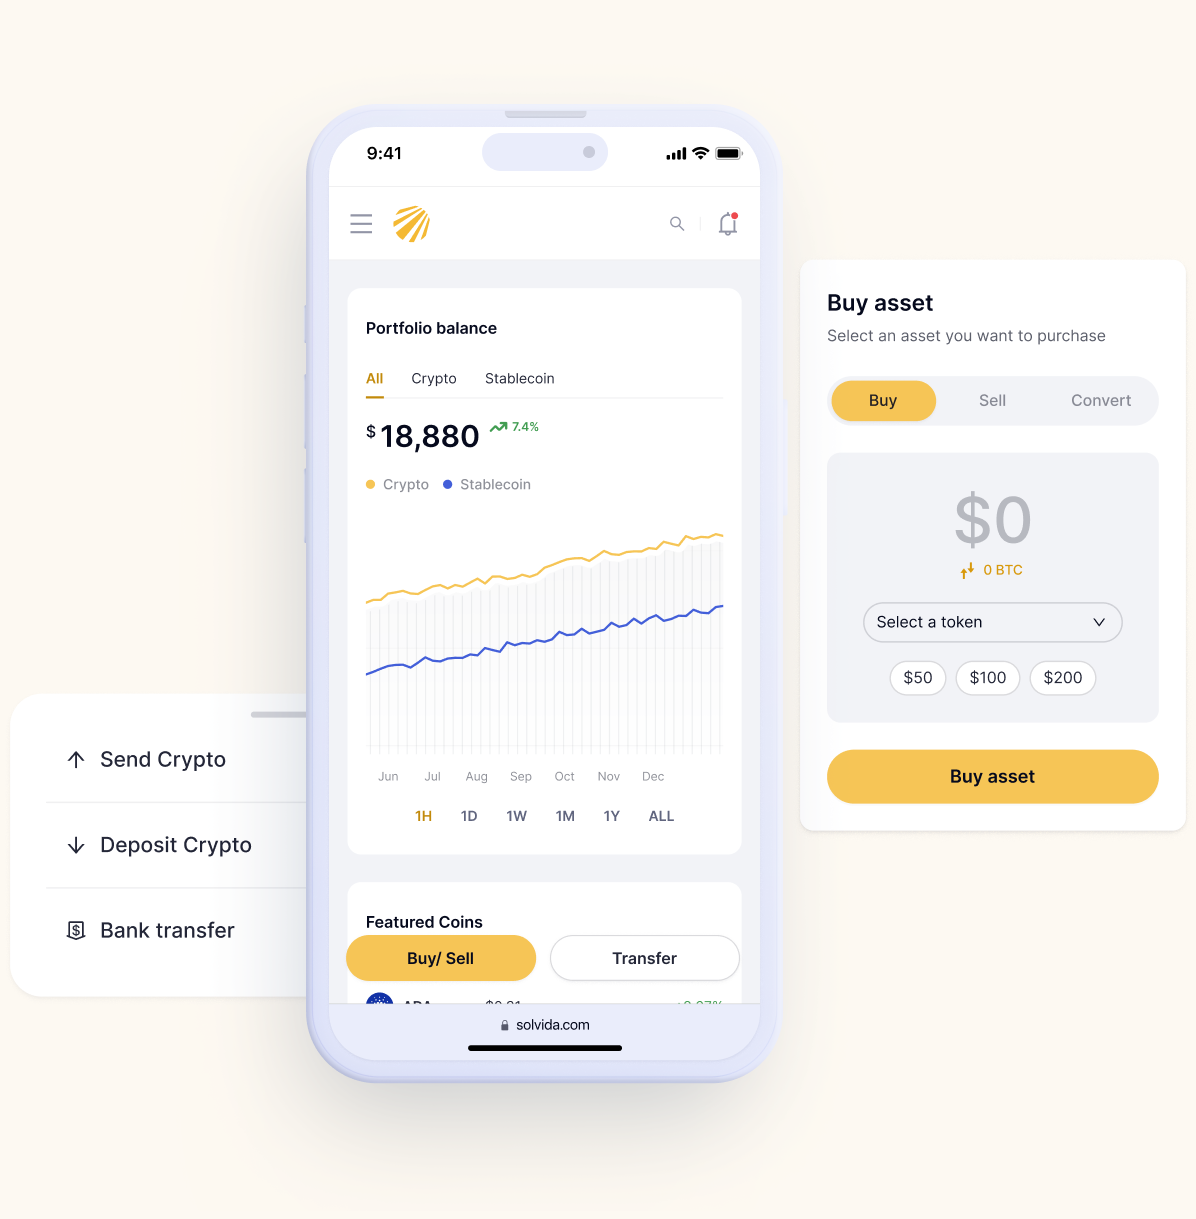 9:41
Portfolio balance
All Crypto Stablecoin
$18,880 7.4%
Crypto Stablecoin
Jun Jul Aug Sep Oct Nov Dec
1H 1D 1W 1M 1Y ALL
Featured Coins
Buy/ Sell Transfer
solvida.com
Send Crypto
Deposit Crypto
Bank transfer
Buy asset
Select an asset you want to purchase
Buy Sell Convert
$0
0 BTC
Select a token
$50 $100 $200
Buy asset